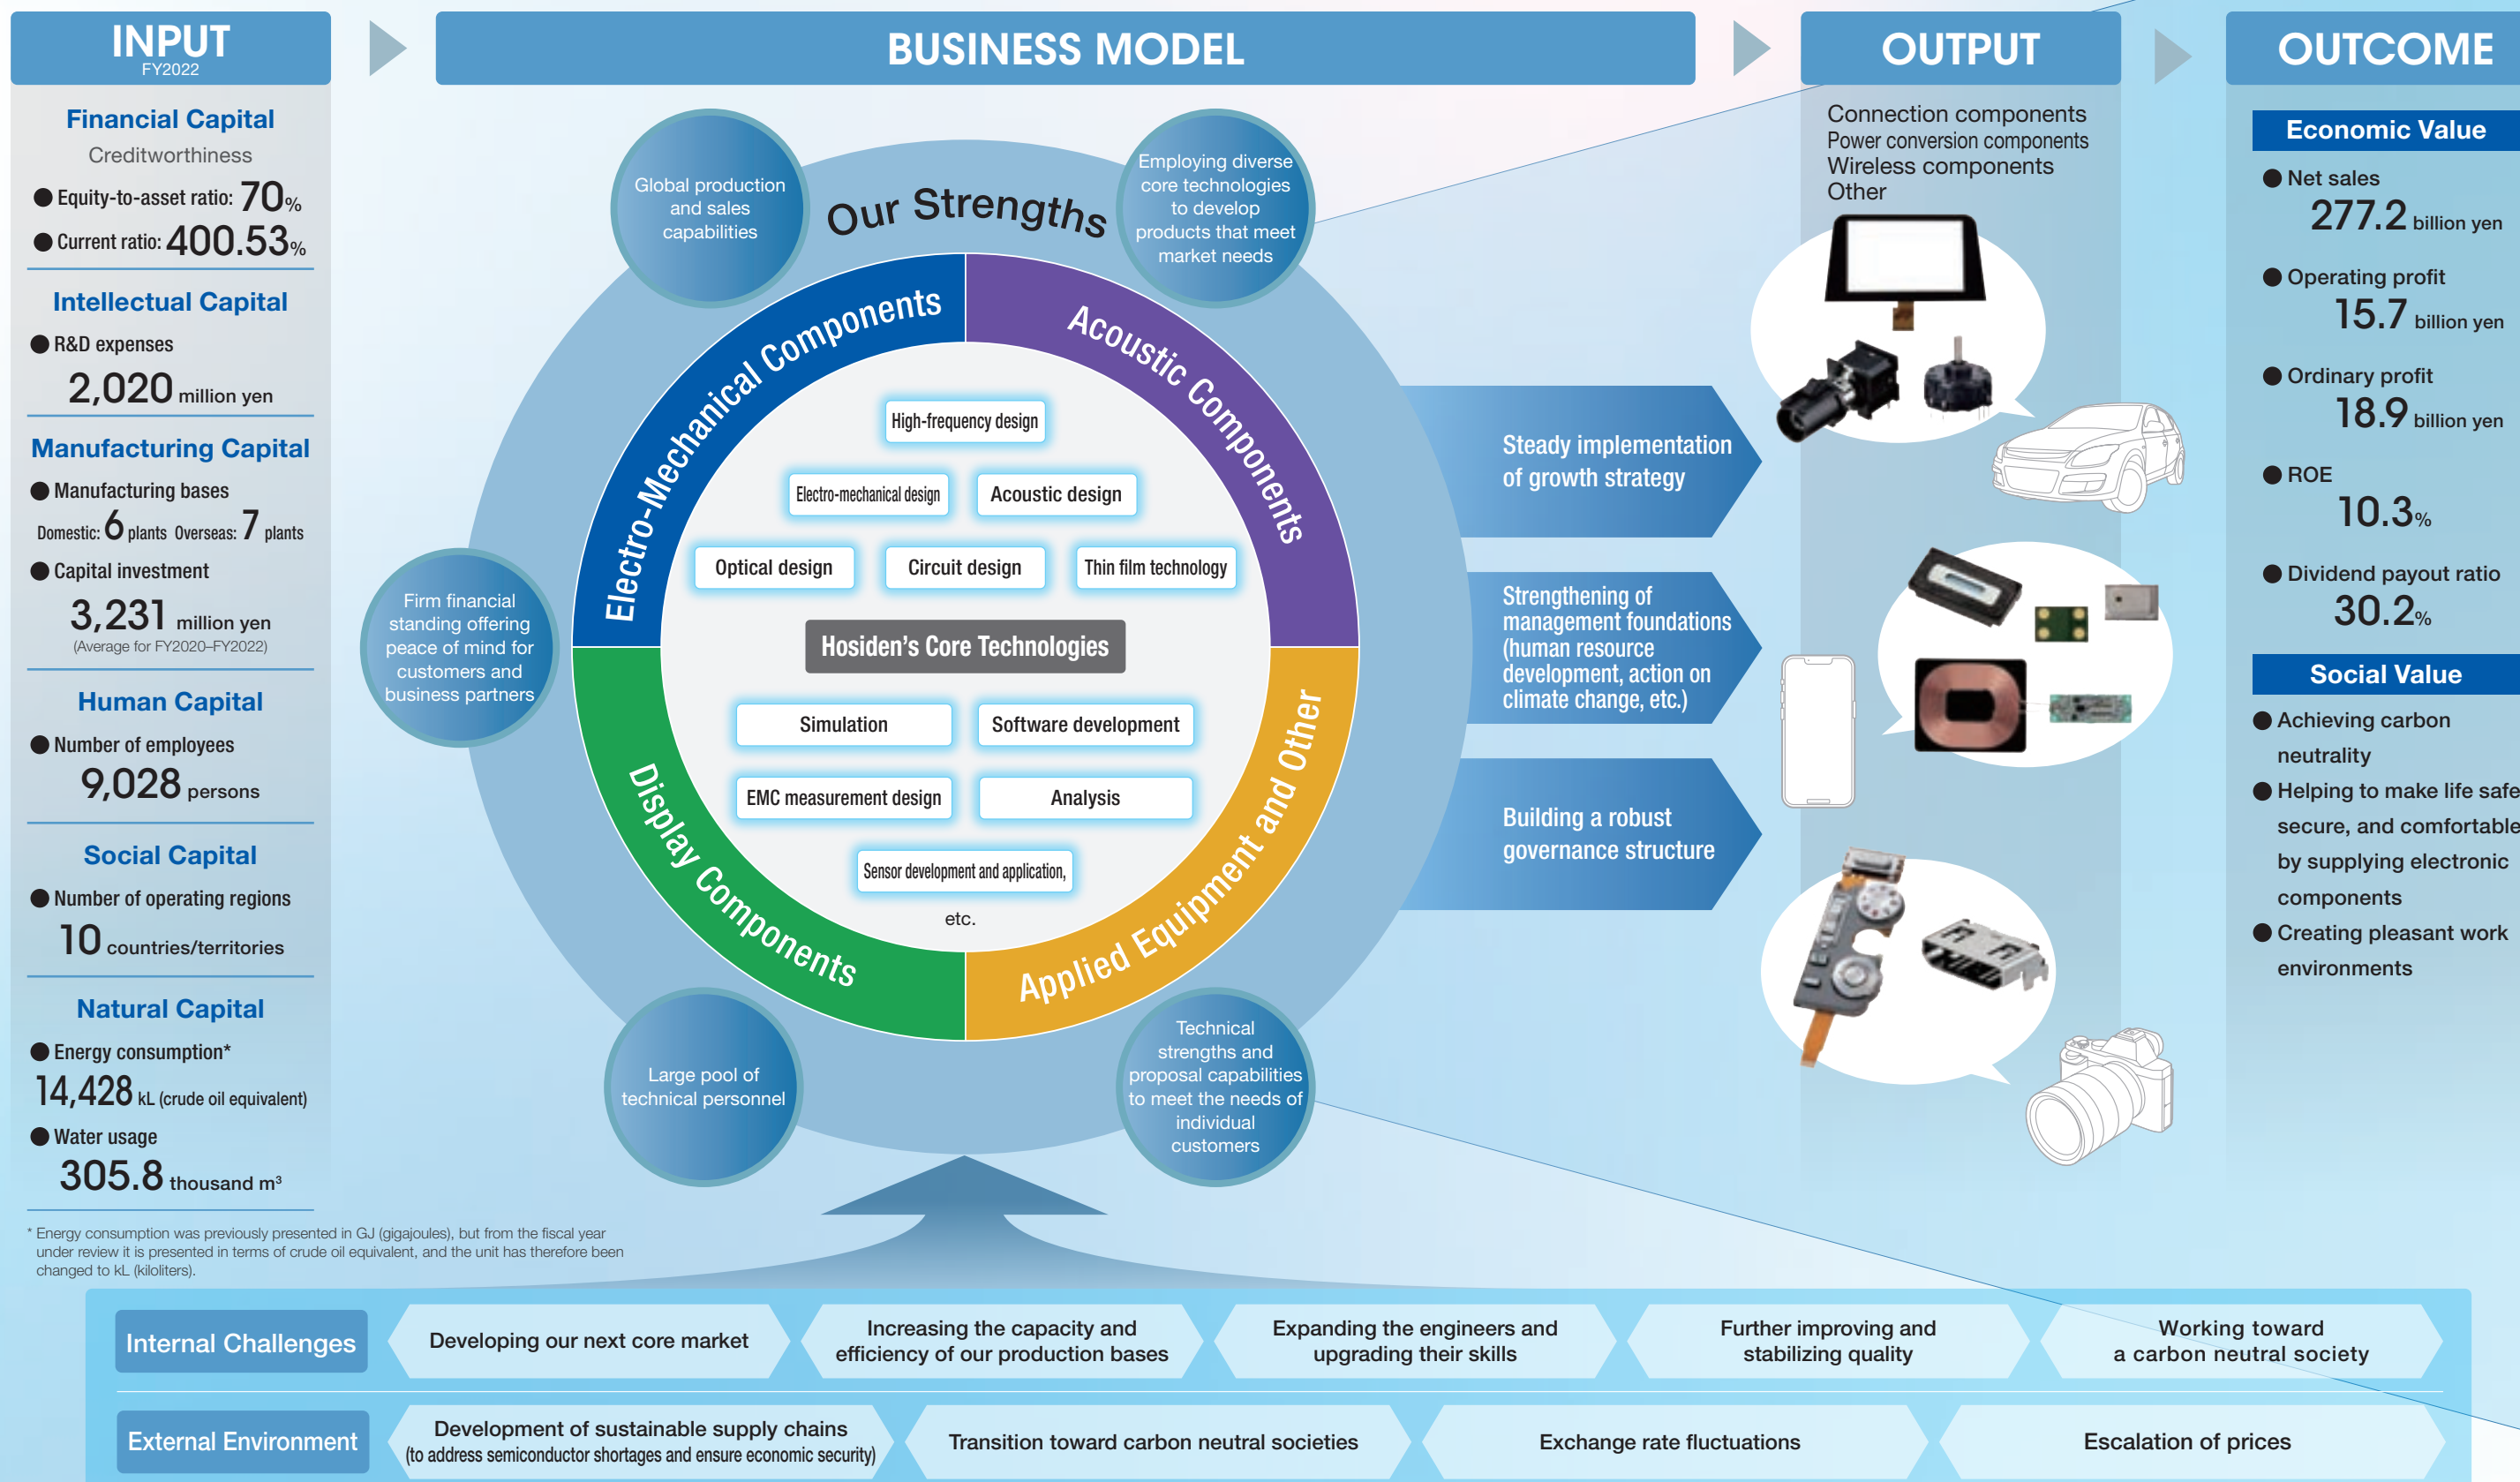 INPUT
FY2022
Financial Capital
Creditworthiness
● Equity-to-asset ratio: 70%
● Current ratio: 400.53%
Intellectual Capital
● R&D expenses
2,020 million yen
Manufacturing Capital
● Manufacturing bases
Domestic: 6 plants Overseas: 7 plants
● Capital investment
3,231 million yen
(Average for FY2020–FY2022)
Human Capital
● Number of employees
9,028 persons
Social Capital
● Number of operating regions
10 countries/territories
Natural Capital
● Energy consumption*
14,428 kL (crude oil equivalent)
● Water usage
305.8 thousand m³
* Energy consumption was previously presented in GJ (gigajoules), but from the fiscal year
under review it is presented in terms of crude oil equivalent, and the unit has therefore been
changed to kL (kiloliters).
BUSINESS MODEL
Our Strengths
Global production
and sales
capabilities
Employing diverse
core technologies
to develop
products that meet
market needs
Firm financial
standing offering
peace of mind for
customers and
business partners
Large pool of
technical personnel
Technical
strengths and
proposal capabilities
to meet the needs of
individual
customers
Electro-Mechanical Components
Acoustic Components
Display Components
Applied Equipment and Other
High-frequency design
Electro-mechanical design
Acoustic design
Optical design
Circuit design
Thin film technology
Hosiden's Core Technologies
Simulation
Software development
EMC measurement design
Analysis
Sensor development and application,
etc.
Steady implementation
of growth strategy
Strengthening of
management foundations
(human resource
development, action on
climate change, etc.)
Building a robust
governance structure
OUTPUT
Connection components
Power conversion components
Wireless components
Other
OUTCOME
Economic Value
● Net sales
277.2 billion yen
● Operating profit
15.7 billion yen
● Ordinary profit
18.9 billion yen
● ROE
10.3%
● Dividend payout ratio
30.2%
Social Value
● Achieving carbon
neutrality
● Helping to make life safe
secure, and comfortable
by supplying electronic
components
● Creating pleasant work
environments
Internal Challenges
Developing our next core market
Increasing the capacity and
efficiency of our production bases
Expanding the engineers and
upgrading their skills
Further improving and
stabilizing quality
Working toward
a carbon neutral society
External Environment
Development of sustainable supply chains
(to address semiconductor shortages and ensure economic security)
Transition toward carbon neutral societies
Exchange rate fluctuations
Escalation of prices